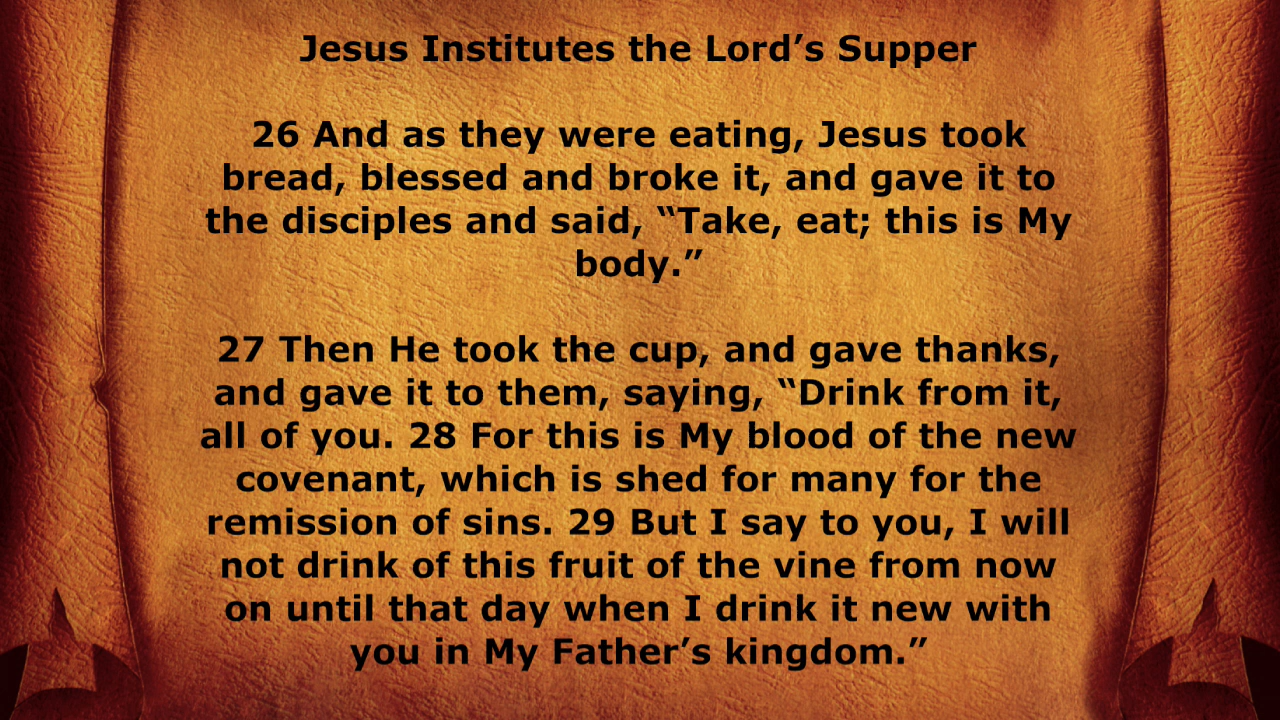 Jesus Institutes the Lord’s Supper
26 And as they were eating, Jesus took
bread, blessed and broke it, and gave it to
the disciples and said, “Take, eat; this is My
body.”
27 Then He took the cup, and gave thanks,
and gave it to them, saying, “Drink from it,
all of you. 28 For this is My blood of the new
covenant, which is shed for many for the
remission of sins. 29 But I say to you, I will
not drink of this fruit of the vine from now
on until that day when I drink it new with
you in My Father’s kingdom.”